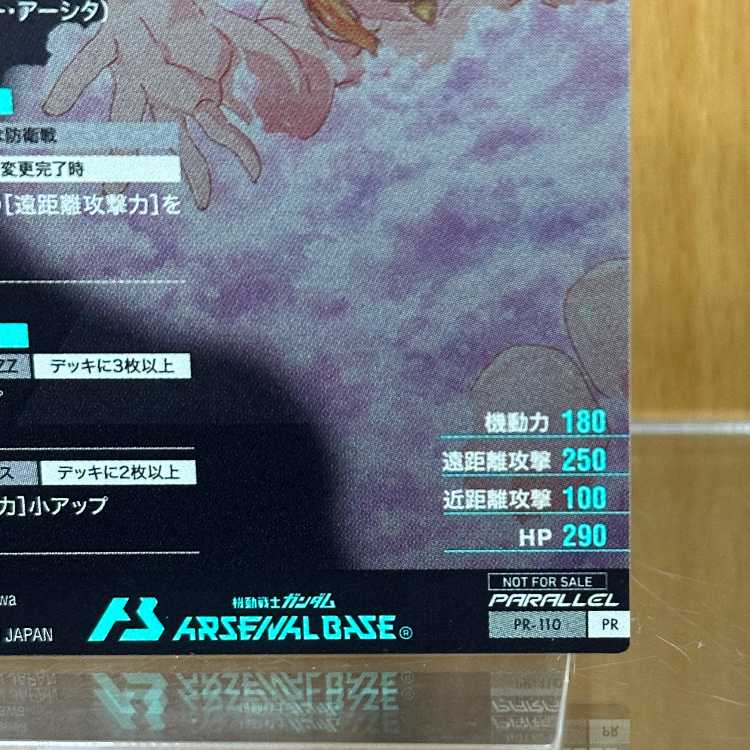 ー・アーシタ)
防衛戦
変更完了時
[遠距離攻撃力]を
ZZ デッキに3枚以上
ス デッキに2枚以上
力]小アップ
機動力 180
遠距離攻撃 250
近距離攻撃 100
HP 290
NOT FOR SALE
PARALLEL
PR-110 PR
wa
JAPAN
機動戦士ガンダム
ARSENAL BASE®